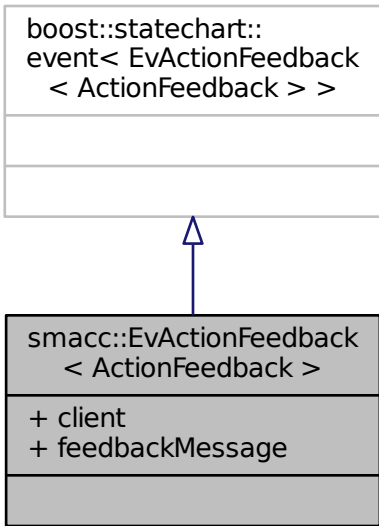 boost::statechart::
event< EvActionFeedback
< ActionFeedback > >
smacc::EvActionFeedback
< ActionFeedback >
+ client
+ feedbackMessage